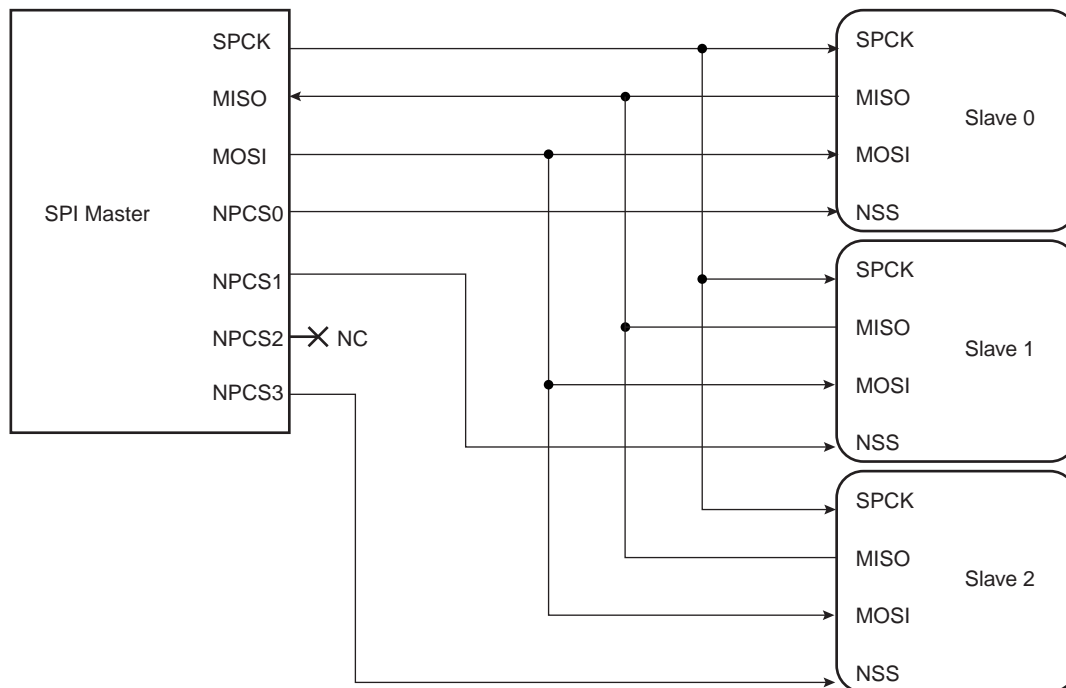 SPI Master
SPCK
MISO
MOSI
NPCS0
NPCS1
NPCS2
NC
NPCS3
SPCK
MISO
Slave 0
MOSI
NSS
SPCK
MISO
Slave 1
MOSI
NSS
SPCK
MISO
Slave 2
MOSI
NSS